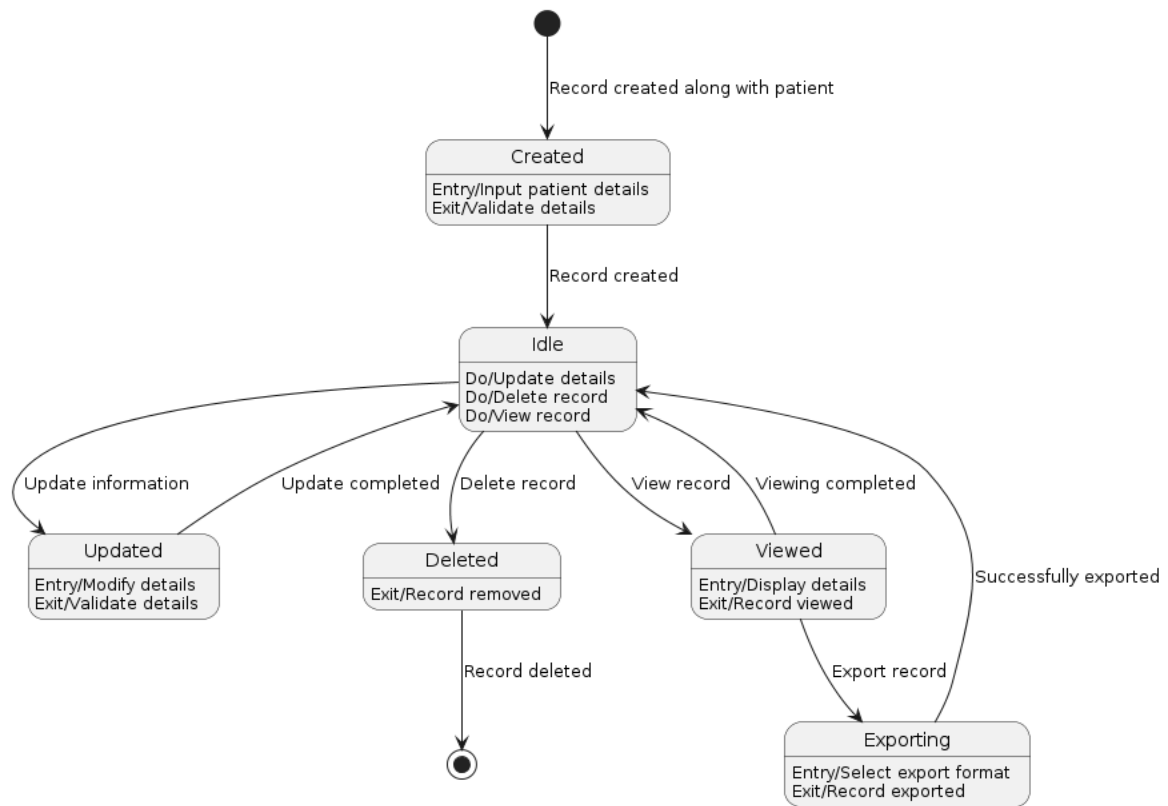 Record created along with patient
Created
Entry/Input patient details
Exit/Validate details
Record created
Idle
Do/Update details
Do/Delete record
Do/View record
Update information
Update completed
Delete record
View record
Viewing completed
Successfully exported
Updated
Entry/Modify details
Exit/Validate details
Deleted
Exit/Record removed
Viewed
Entry/Display details
Exit/Record viewed
Record deleted
Export record
Exporting
Entry/Select export format
Exit/Record exported